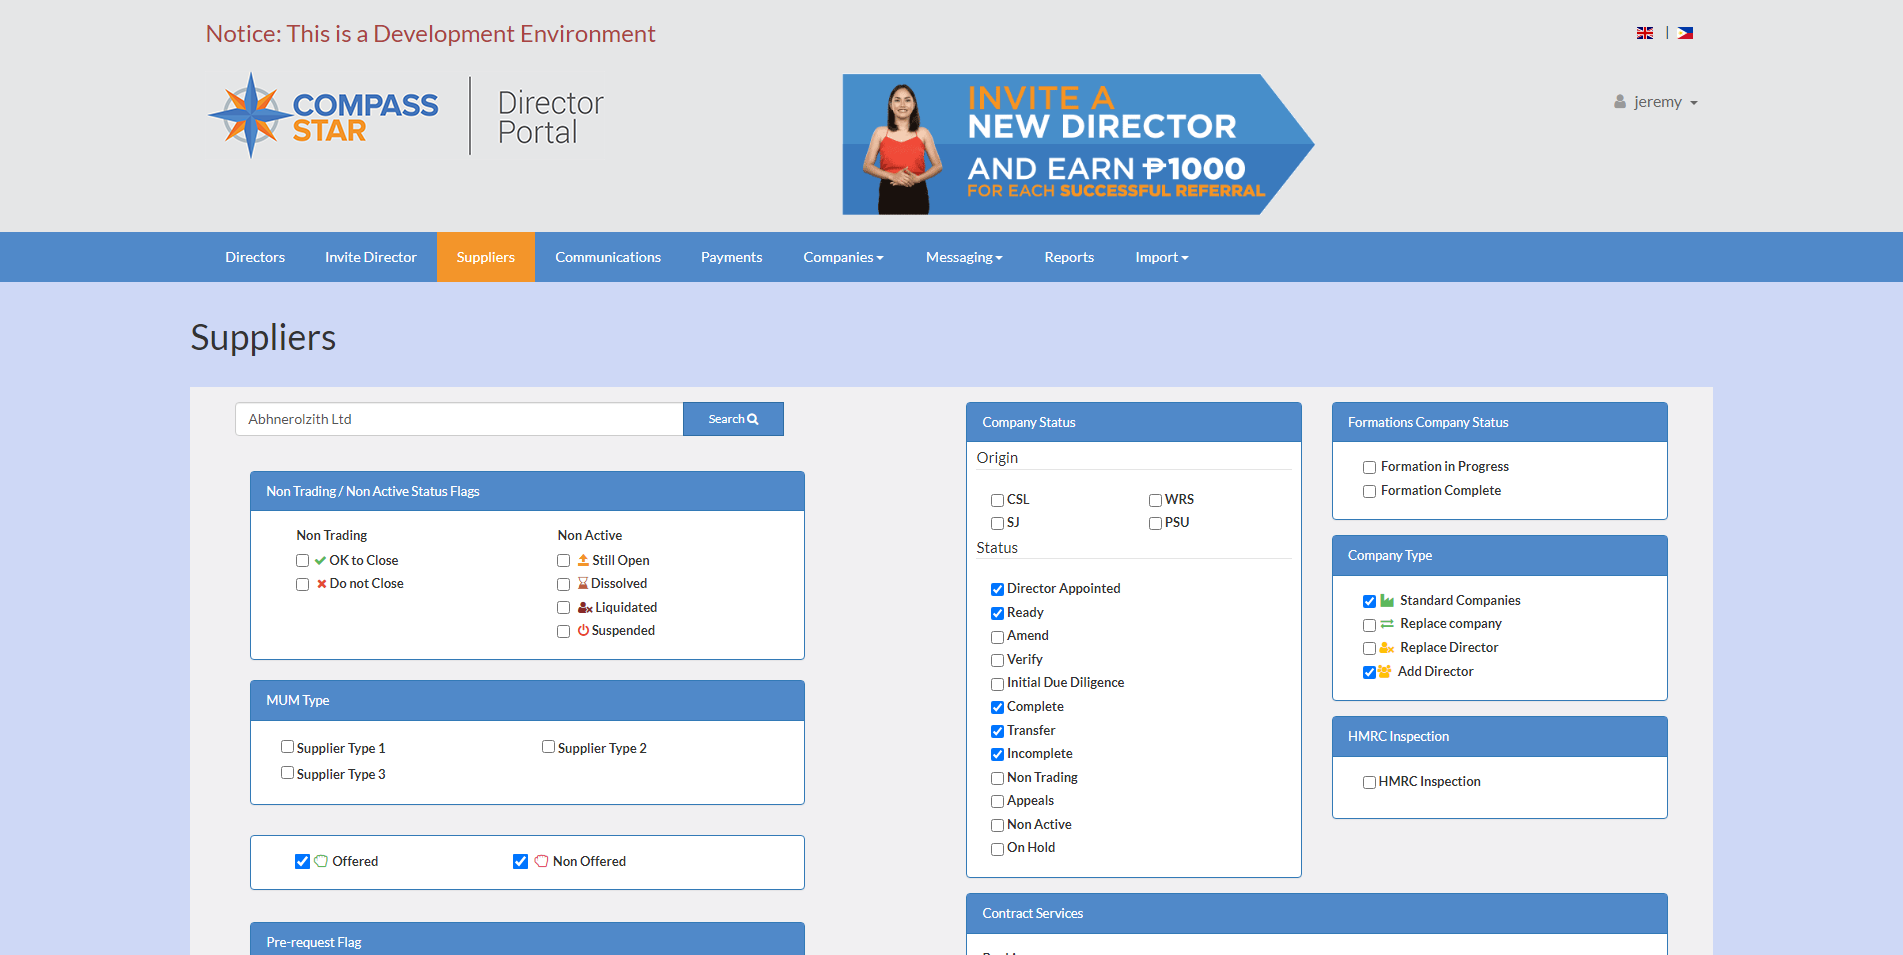 Notice: This is a Development Environment
COMPASS
STAR
Director
Portal
INVITE A
NEW DIRECTOR
AND EARN ₱1000
FOR EACH SUCCESSFUL REFERRAL
jeremy
Directors
Invite Director
Suppliers
Communications
Payments
Companies
Messaging
Reports
Import
Suppliers
Abhnerolzith Ltd
Search
Non Trading / Non Active Status Flags
Non Trading
OK to Close
Do not Close
Non Active
Still Open
Dissolved
Liquidated
Suspended
MUM Type
Supplier Type 1
Supplier Type 2
Supplier Type 3
Offered
Non Offered
Pre-request Flag
Company Status
Origin
CSL
WRS
SJ
PSU
Status
Director Appointed
Ready
Amend
Verify
Initial Due Diligence
Complete
Transfer
Incomplete
Non Trading
Appeals
Non Active
On Hold
Formations Company Status
Formation in Progress
Formation Complete
Company Type
Standard Companies
Replace company
Replace Director
Add Director
HMRC Inspection
HMRC Inspection
Contract Services